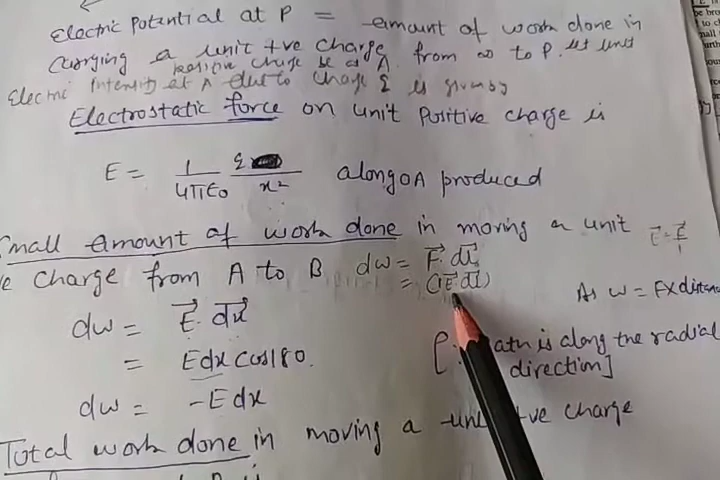 Electric Potential at P = amount of work done in
Carrying a unit +ve charge from ∞ to P. let unit
positive charge be at A
Electric Intensity at A due to charge q is given by
Electrostatic force on unit Positive charge is
E = 1/4πε₀ q/x² along OA produced
Small amount of work done in moving a unit
E⃗ = F⃗/1
charge from A to B dw = F⃗. dl⃗
= (1E⃗.dl⃗)
As w = F x distance
dw = E⃗. dx⃗
= Edx cos180.
[∵ path is along the radial
direction]
dw = -Edx
Total work done in moving a +ve charge